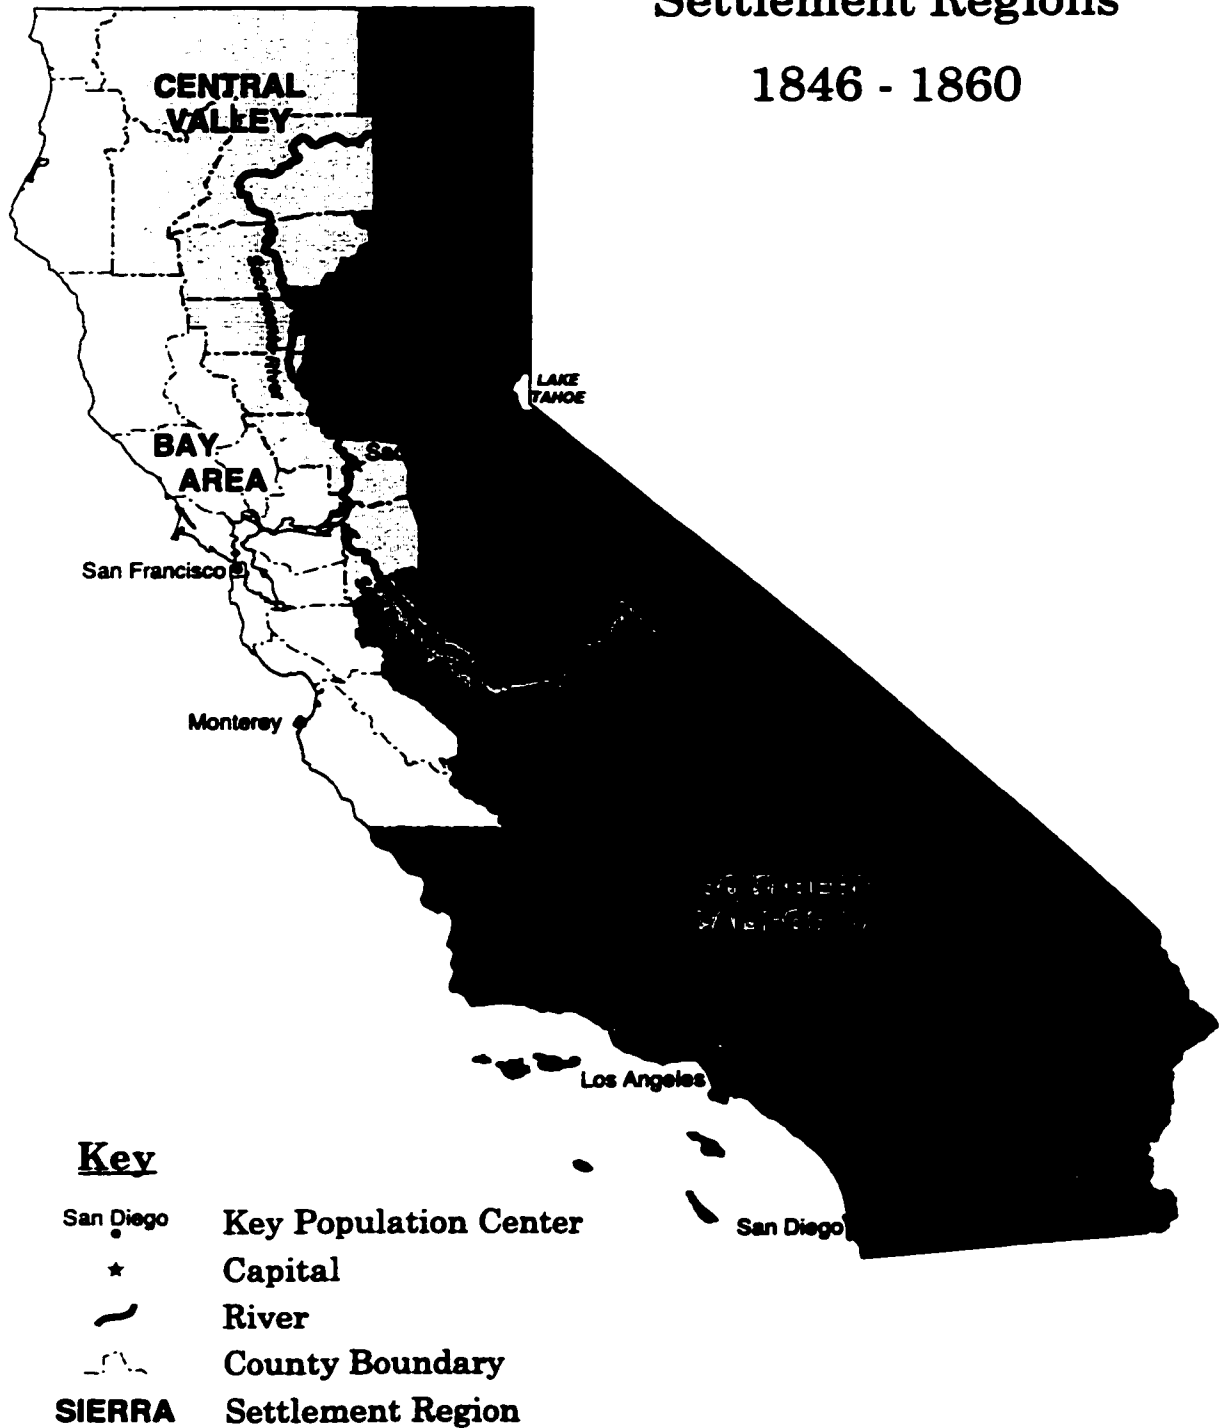 Settlement Regions
1846 - 1860
CENTRAL
VALLEY
LAKE
TAHOE
BAY
AREA
Sac
San Francisco
Monterey
Los Angeles
San Diego
Key
San Diego
Key Population Center
Capital
River
County Boundary
SIERRA
Settlement Region